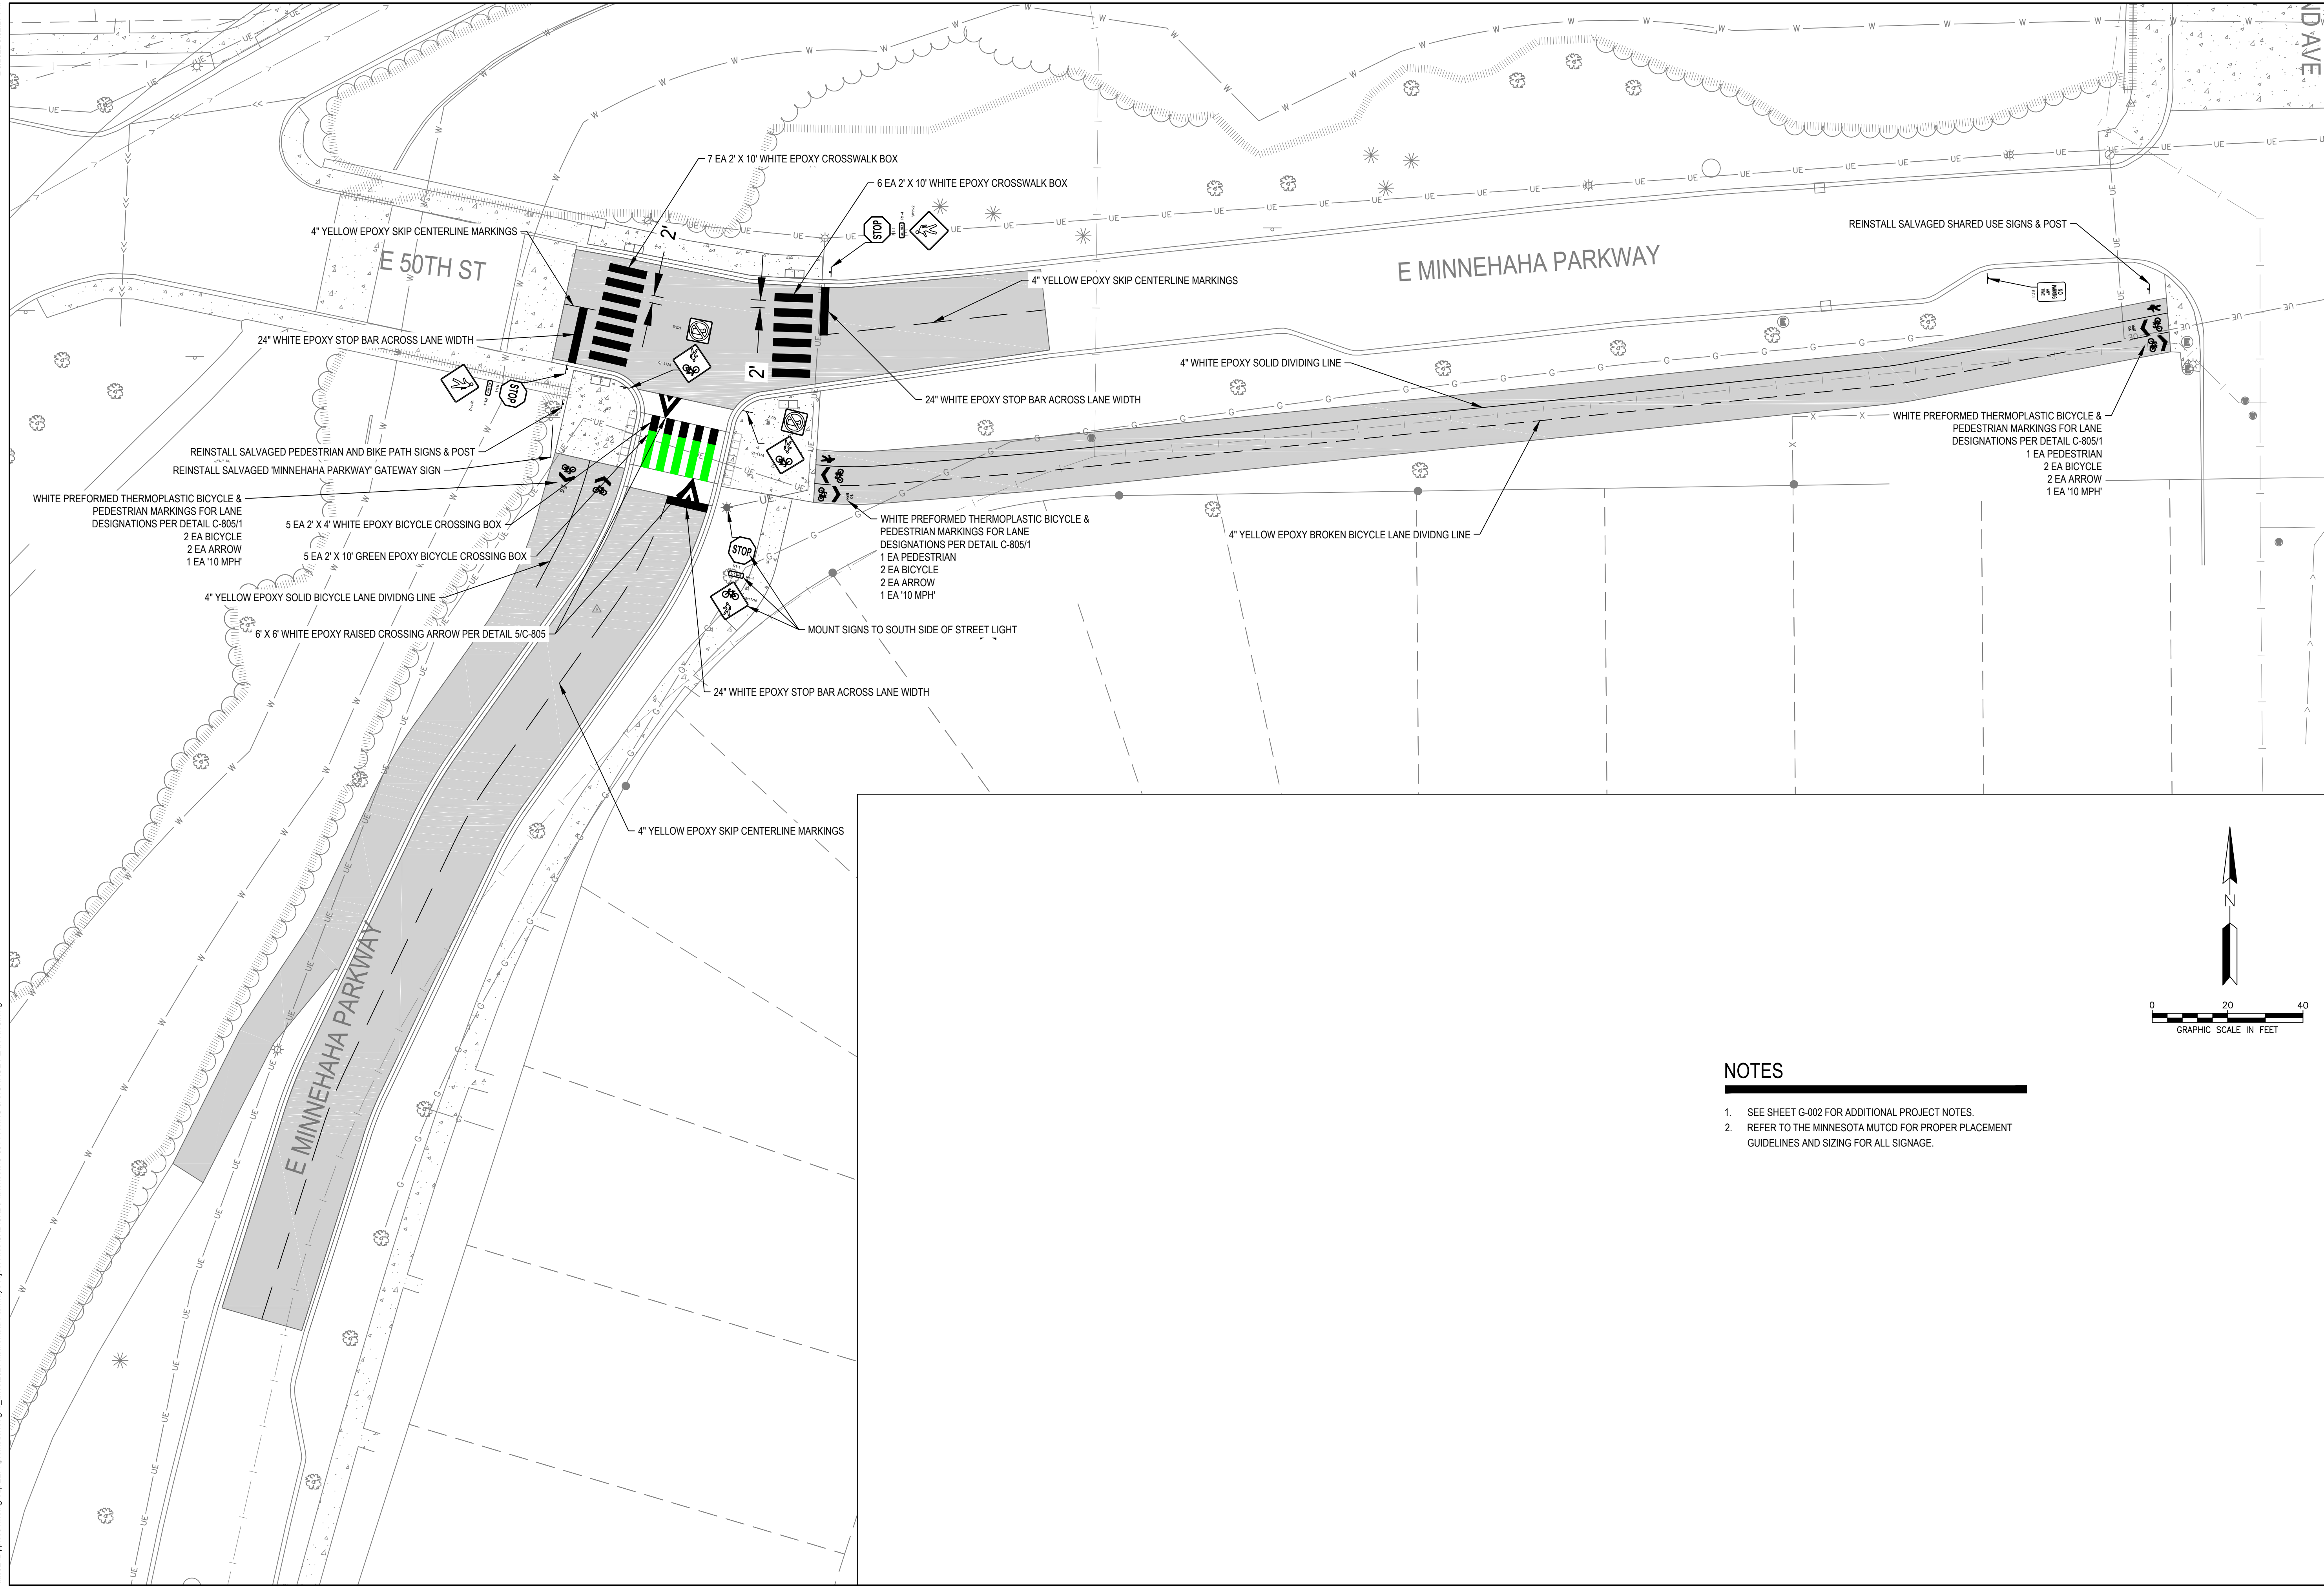 ND AVE
7 EA 2' X 10' WHITE EPOXY CROSSWALK BOX
6 EA 2' X 10' WHITE EPOXY CROSSWALK BOX
4" YELLOW EPOXY SKIP CENTERLINE MARKINGS
E 50TH ST
2'
STOP
E MINNEHAHA PARKWAY
REINSTALL SALVAGED SHARED USE SIGNS & POST
4" YELLOW EPOXY SKIP CENTERLINE MARKINGS
NO
PARKING
ANY
TIME
24" WHITE EPOXY STOP BAR ACROSS LANE WIDTH
2'
4" WHITE EPOXY SOLID DIVIDING LINE
STOP
24" WHITE EPOXY STOP BAR ACROSS LANE WIDTH
REINSTALL SALVAGED PEDESTRIAN AND BIKE PATH SIGNS & POST
REINSTALL SALVAGED 'MINNEHAHA PARKWAY' GATEWAY SIGN
WHITE PREFORMED THERMOPLASTIC BICYCLE &
PEDESTRIAN MARKINGS FOR LANE
DESIGNATIONS PER DETAIL C-805/1
2 EA BICYCLE
2 EA ARROW
1 EA '10 MPH'
5 EA 2' X 4' WHITE EPOXY BICYCLE CROSSING BOX
5 EA 2' X 10' GREEN EPOXY BICYCLE CROSSING BOX
4" YELLOW EPOXY SOLID BICYCLE LANE DIVIDNG LINE
6' X 6' WHITE EPOXY RAISED CROSSING ARROW PER DETAIL 5/C-805
WHITE PREFORMED THERMOPLASTIC BICYCLE &
PEDESTRIAN MARKINGS FOR LANE
DESIGNATIONS PER DETAIL C-805/1
1 EA PEDESTRIAN
2 EA BICYCLE
2 EA ARROW
1 EA '10 MPH'
4" YELLOW EPOXY BROKEN BICYCLE LANE DIVIDNG LINE
WHITE PREFORMED THERMOPLASTIC BICYCLE &
PEDESTRIAN MARKINGS FOR LANE
DESIGNATIONS PER DETAIL C-805/1
1 EA PEDESTRIAN
2 EA BICYCLE
2 EA ARROW
1 EA '10 MPH'
STOP
MOUNT SIGNS TO SOUTH SIDE OF STREET LIGHT
24" WHITE EPOXY STOP BAR ACROSS LANE WIDTH
4" YELLOW EPOXY SKIP CENTERLINE MARKINGS
E MINNEHAHA PARKWAY
N
0 20 40
GRAPHIC SCALE IN FEET
NOTES
1. SEE SHEET G-002 FOR ADDITIONAL PROJECT NOTES.
2. REFER TO THE MINNESOTA MUTCD FOR PROPER PLACEMENT
GUIDELINES AND SIZING FOR ALL SIGNAGE.